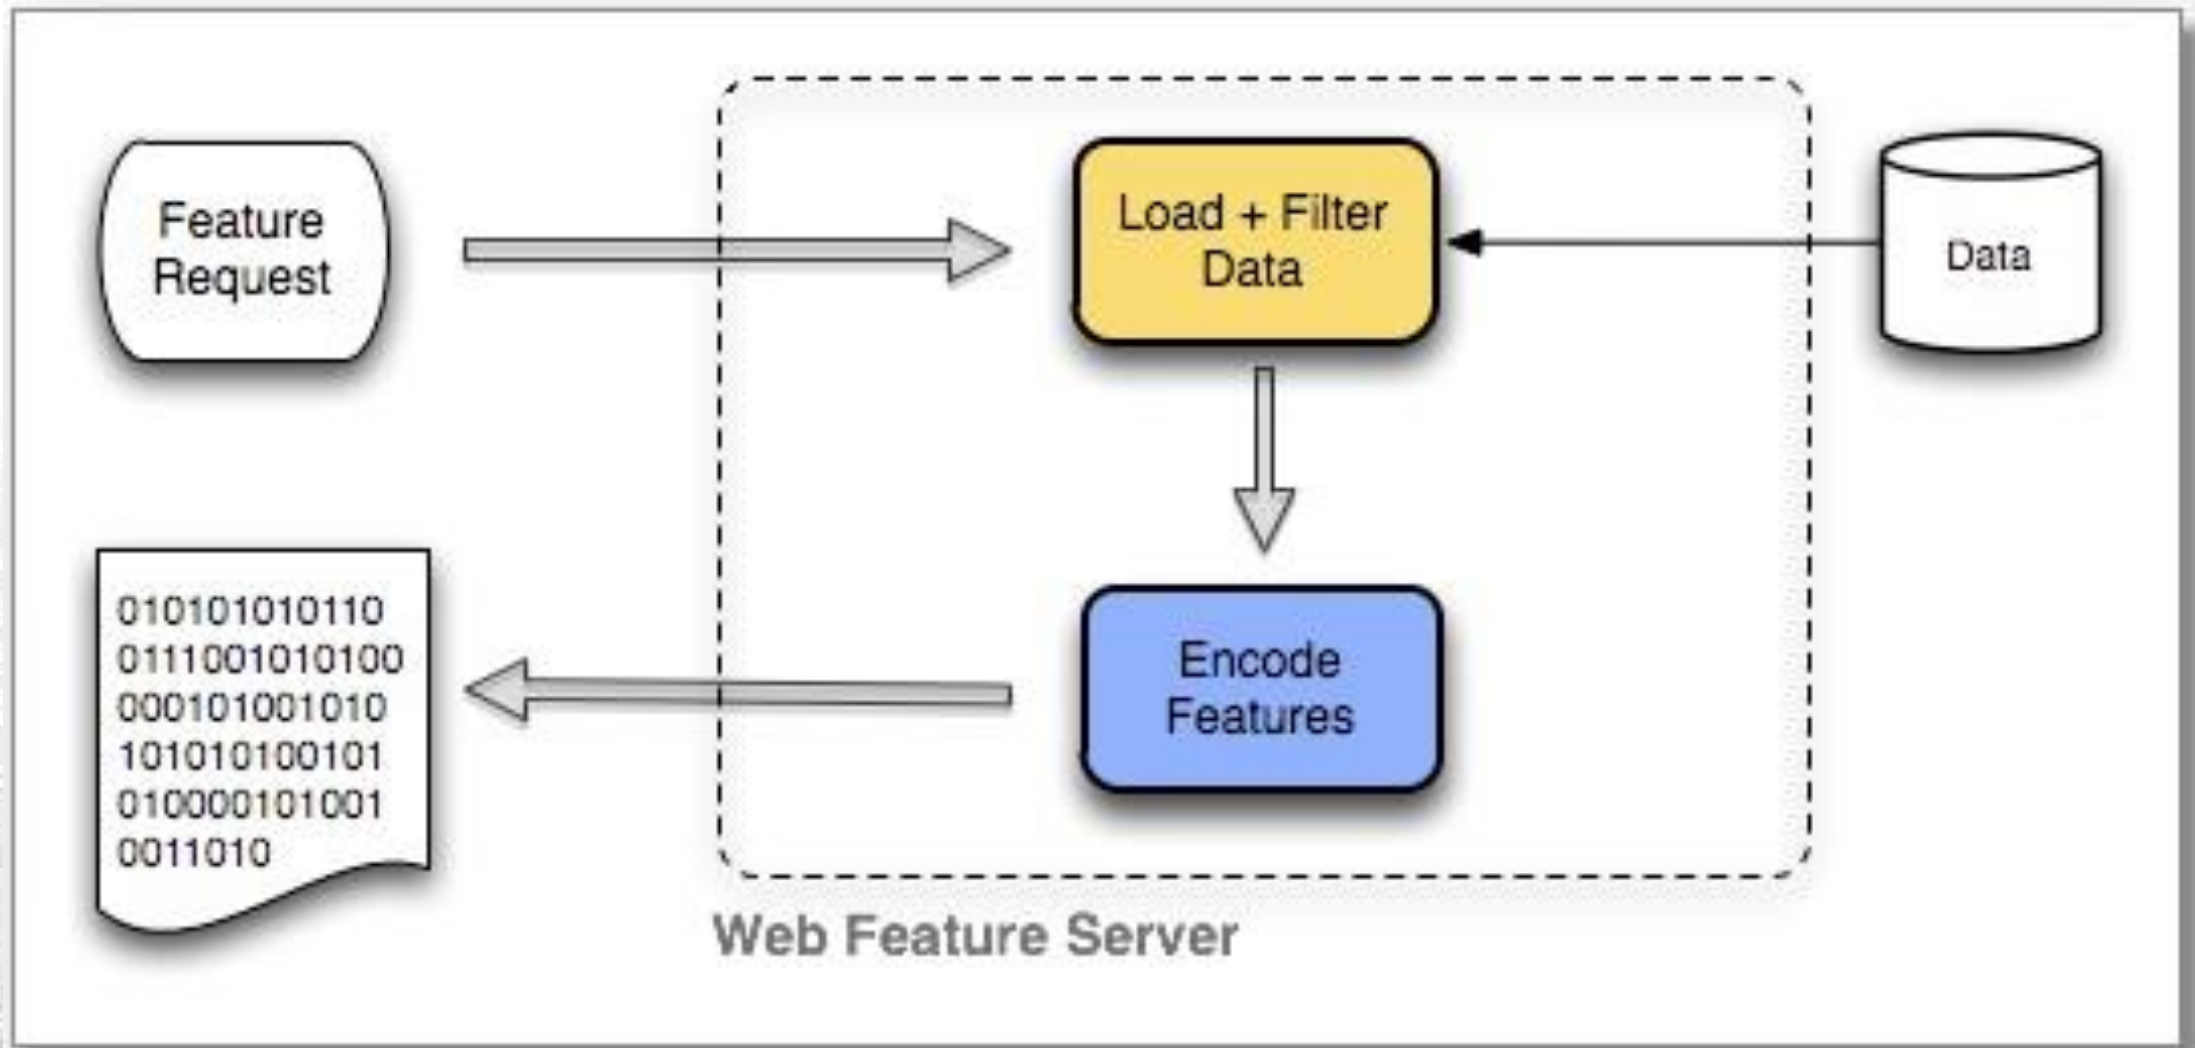 Feature
Request
Load + Filter
Data
Data
010101010110
0111001010100
000101001010
101010100101
010000101001
0011010
Encode
Features
Web Feature Server